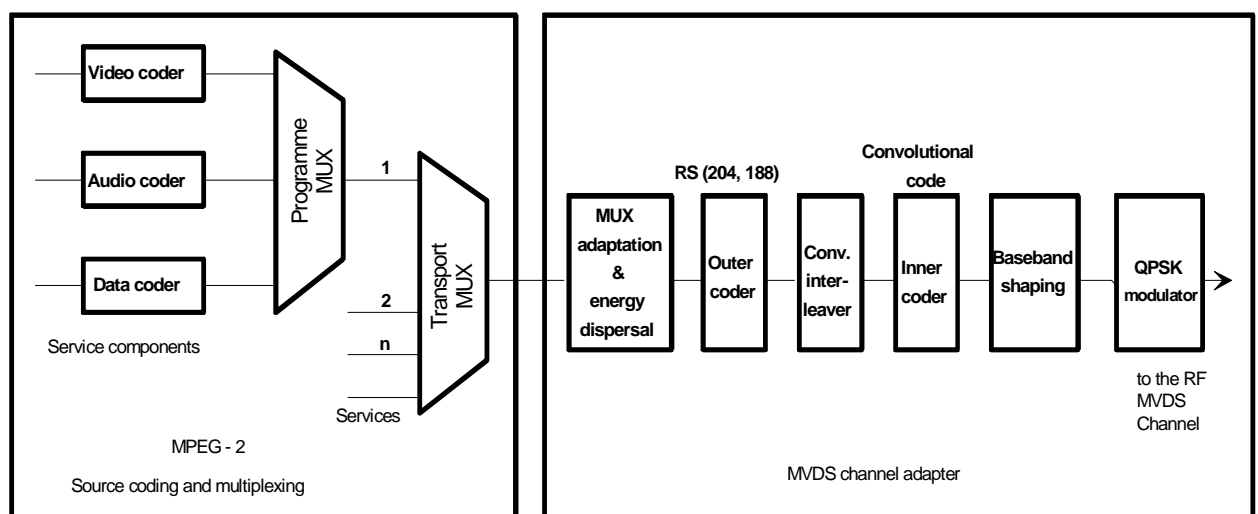 Video coder
Audio coder
Data coder
Service components
Programme
MUX
1
2
n
Services
Transport
MUX
MPEG - 2
Source coding and multiplexing
MUX
adaptation
&
energy
dispersal
RS (204, 188)
Outer
coder
Conv.
inter-
leaver
Convolutional
code
Inner
coder
Baseband
shaping
QPSK
modulator
to the RF
MVDS
Channel
MVDS channel adapter